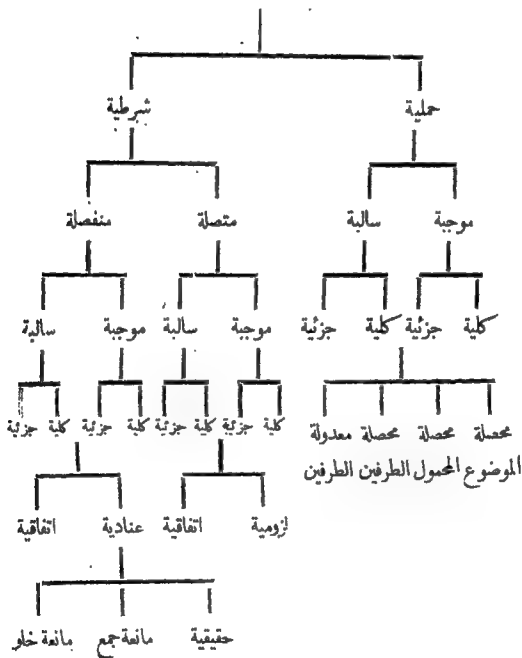 حملية شرطية
موجبة سالبة متصلة منفصلة
كلية جزئية كلية جزئية موجبة سالبة موجبة سالبة
كلية جزئية كلية جزئية كلية جزئية كلية جزئية
محصلة محصلة محصلة معدولة
الموضوع المحمول الطرفين الطرفين
لزومية اتفاقية عنادية اتفاقية
حقيقية مانعة جمع مانعة خلو